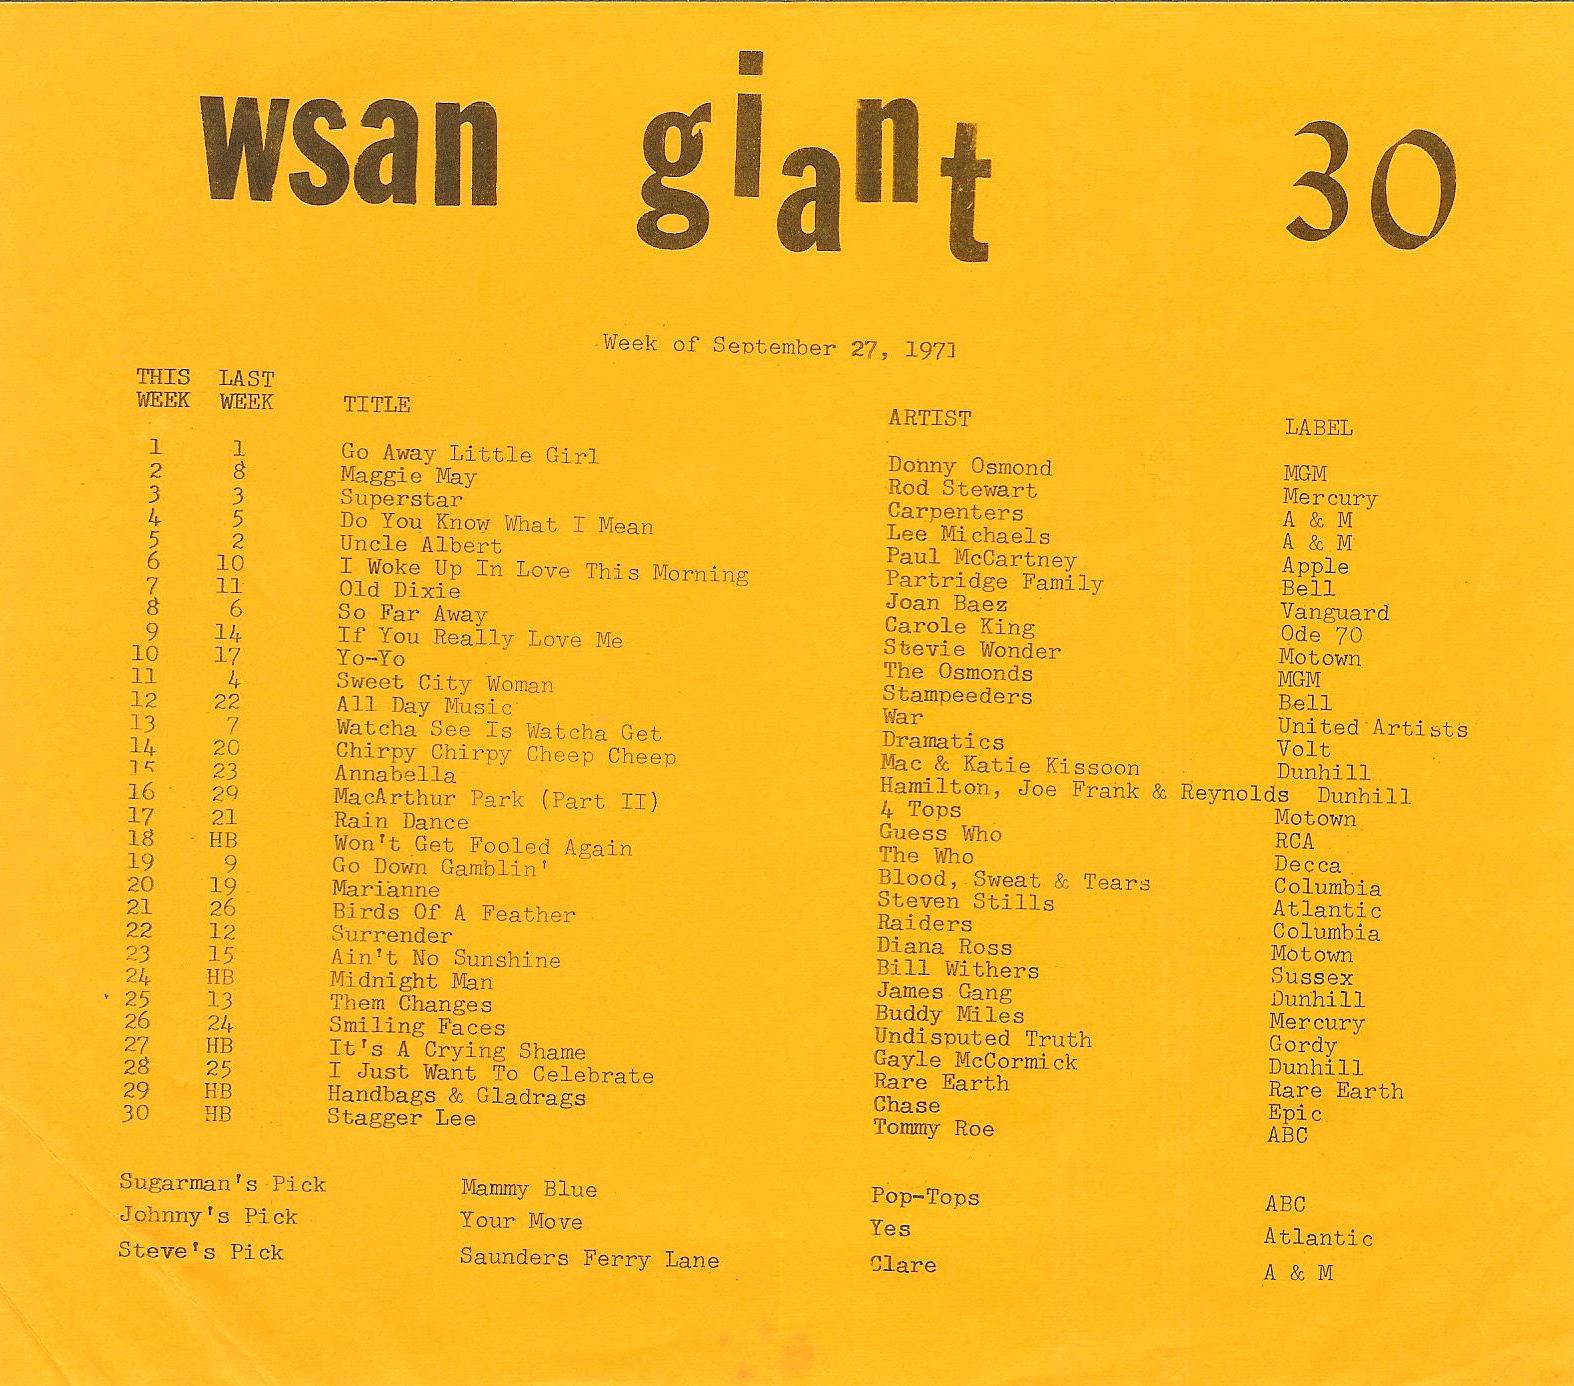 wsan giant 30
Week of September 27, 1971
THIS LAST
WEEK WEEK TITLE ARTIST LABEL
1 1 Go Away Little Girl Donny Osmond MGM
2 8 Maggie May Rod Stewart Mercury
3 3 Superstar Carpenters A & M
4 5 Do You Know What I Mean Lee Michaels A & M
5 2 Uncle Albert Paul McCartney Apple
6 10 I Woke Up In Love This Morning Partridge Family Bell
7 11 Old Dixie Joan Baez Vanguard
8 6 So Far Away Carole King Ode 70
9 14 If You Really Love Me Stevie Wonder Motown
10 17 Yo-Yo The Osmonds MGM
11 4 Sweet City Woman Stampeeders Bell
12 22 All Day Music War United Artists
13 7 Watcha See Is Watcha Get Dramatics Volt
14 20 Chirpy Chirpy Cheep Cheep Mac & Katie Kissoon Dunhill
15 23 Annabella Hamilton, Joe Frank & Reynolds Dunhill
16 29 MacArthur Park (Part II) 4 Tops Motown
17 21 Rain Dance Guess Who RCA
18 HB Won't Get Fooled Again The Who Decca
19 9 Go Down Gamblin' Blood, Sweat & Tears Columbia
20 19 Marianne Steven Stills Atlantic
21 26 Birds Of A Feather Raiders Columbia
22 12 Surrender Diana Ross Motown
23 15 Ain't No Sunshine Bill Withers Sussex
24 HB Midnight Man James Gang Dunhill
25 13 Them Changes Buddy Miles Mercury
26 24 Smiling Faces Undisputed Truth Gordy
27 HB It's A Crying Shame Gayle McCormick Dunhill
28 25 I Just Want To Celebrate Rare Earth Rare Earth
29 HB Handbags & Gladrags Chase Epic
30 HB Stagger Lee Tommy Roe ABC
Sugarman's Pick Mammy Blue Pop-Tops ABC
Johnny's Pick Your Move Yes Atlantic
Steve's Pick Saunders Ferry Lane Clare A & M